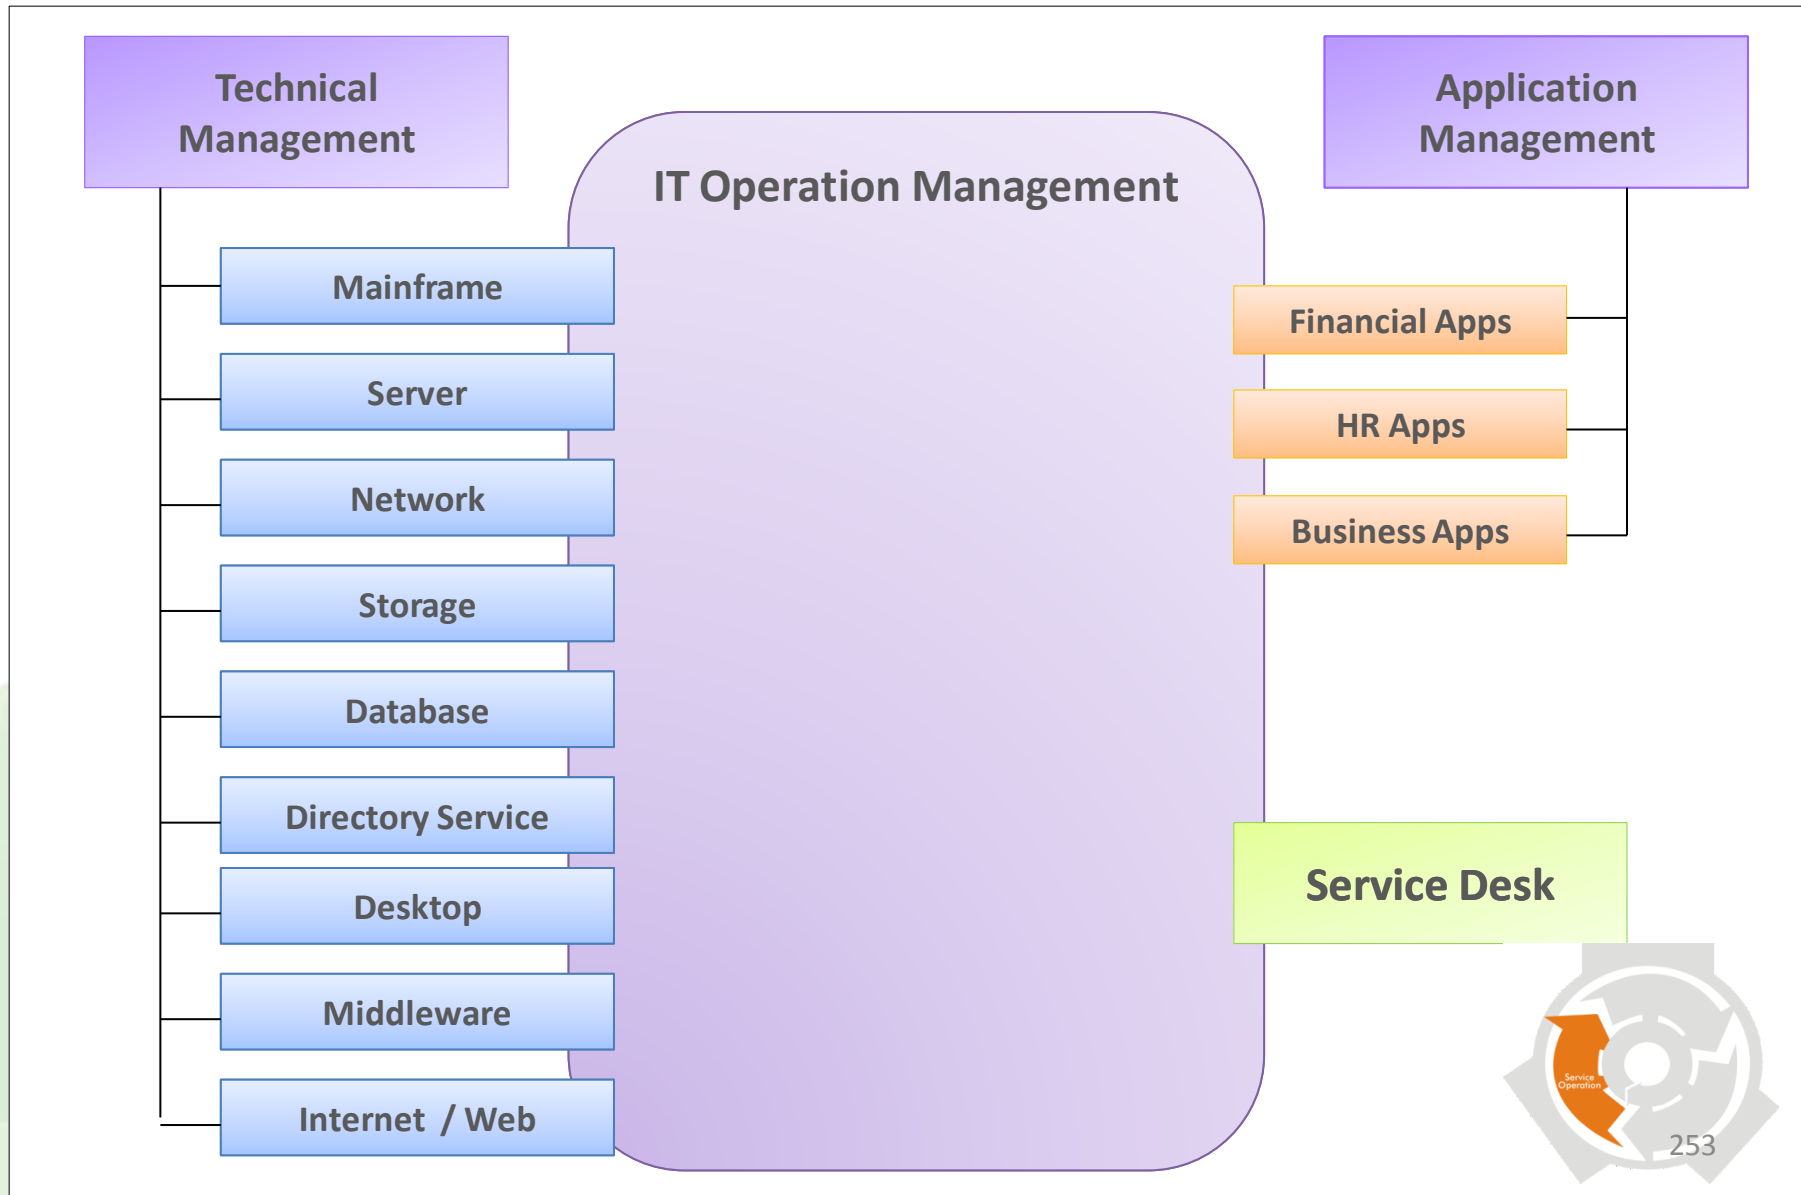 Technical
Management
IT Operation Management
Application
Management
Mainframe
Server
Network
Storage
Database
Directory Service
Desktop
Middleware
Internet / Web
Financial Apps
HR Apps
Business Apps
Service Desk
Service
Operation
253